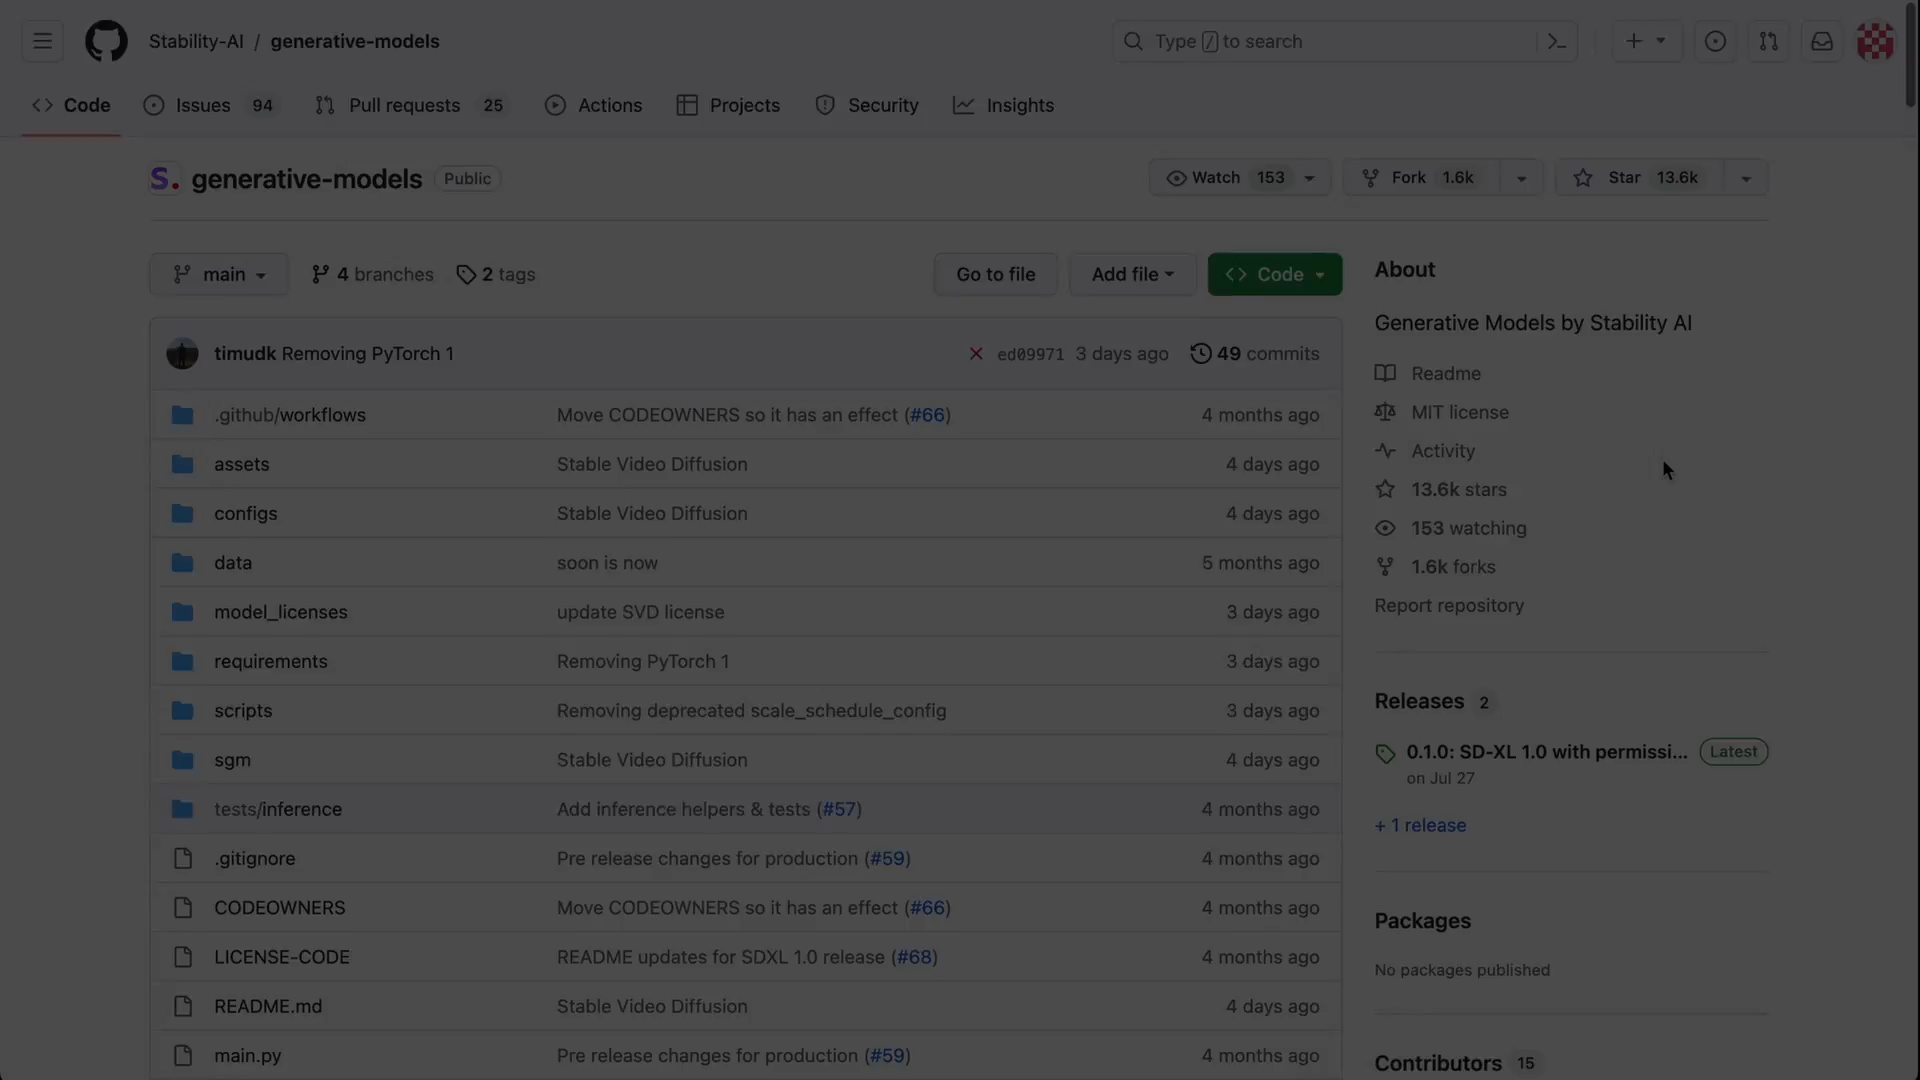 Stability-AI / generative-models
Type / to search
Code Issues 94 Pull requests 25 Actions Projects Security Insights
S. generative-models Public
Watch 153 Fork 1.6k Star 13.6k
main 4 branches 2 tags Go to file Add file Code
timudk Removing PyTorch 1 ed09971 3 days ago 49 commits
.github/workflows Move CODEOWNERS so it has an effect (#66) 4 months ago
assets Stable Video Diffusion 4 days ago
configs Stable Video Diffusion 4 days ago
data soon is now 5 months ago
model_licenses update SVD license 3 days ago
requirements Removing PyTorch 1 3 days ago
scripts Removing deprecated scale_schedule_config 3 days ago
sgm Stable Video Diffusion 4 days ago
tests/inference Add inference helpers & tests (#57) 4 months ago
.gitignore Pre release changes for production (#59) 4 months ago
CODEOWNERS Move CODEOWNERS so it has an effect (#66) 4 months ago
LICENSE-CODE README updates for SDXL 1.0 release (#68) 4 months ago
README.md Stable Video Diffusion 4 days ago
main.py Pre release changes for production (#59) 4 months ago
About
Generative Models by Stability AI
Readme
MIT license
Activity
13.6k stars
153 watching
1.6k forks
Report repository
Releases 2
0.1.0: SD-XL 1.0 with permissi... Latest
on Jul 27
+ 1 release
Packages
No packages published
Contributors 15